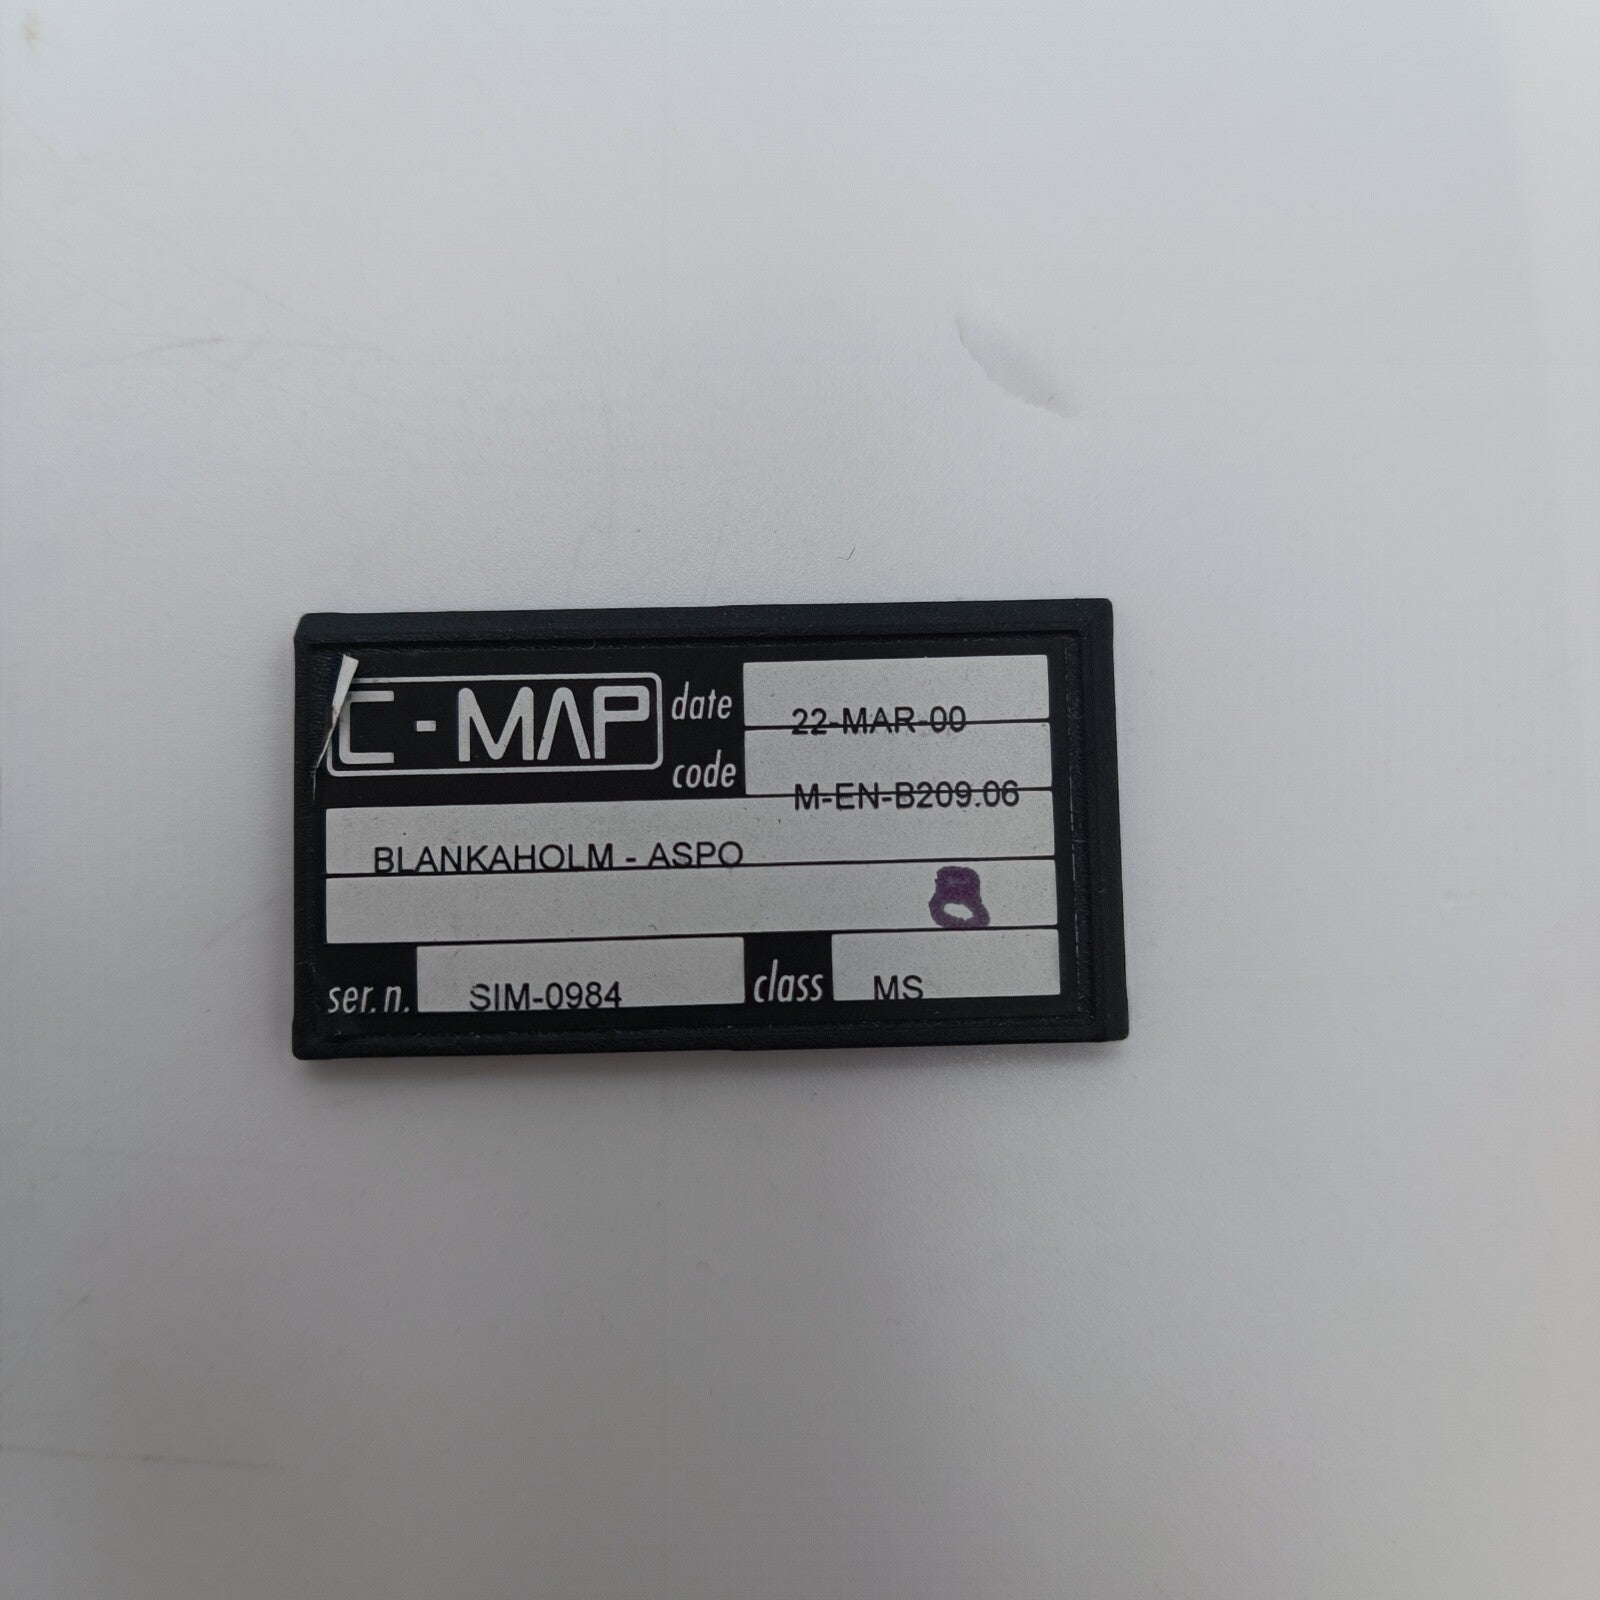 C-MAP
date 22-MAR-00
code M-EN-B209.06
BLANKAHOLM - ASPO
8
ser. n. SIM-0984 class MS